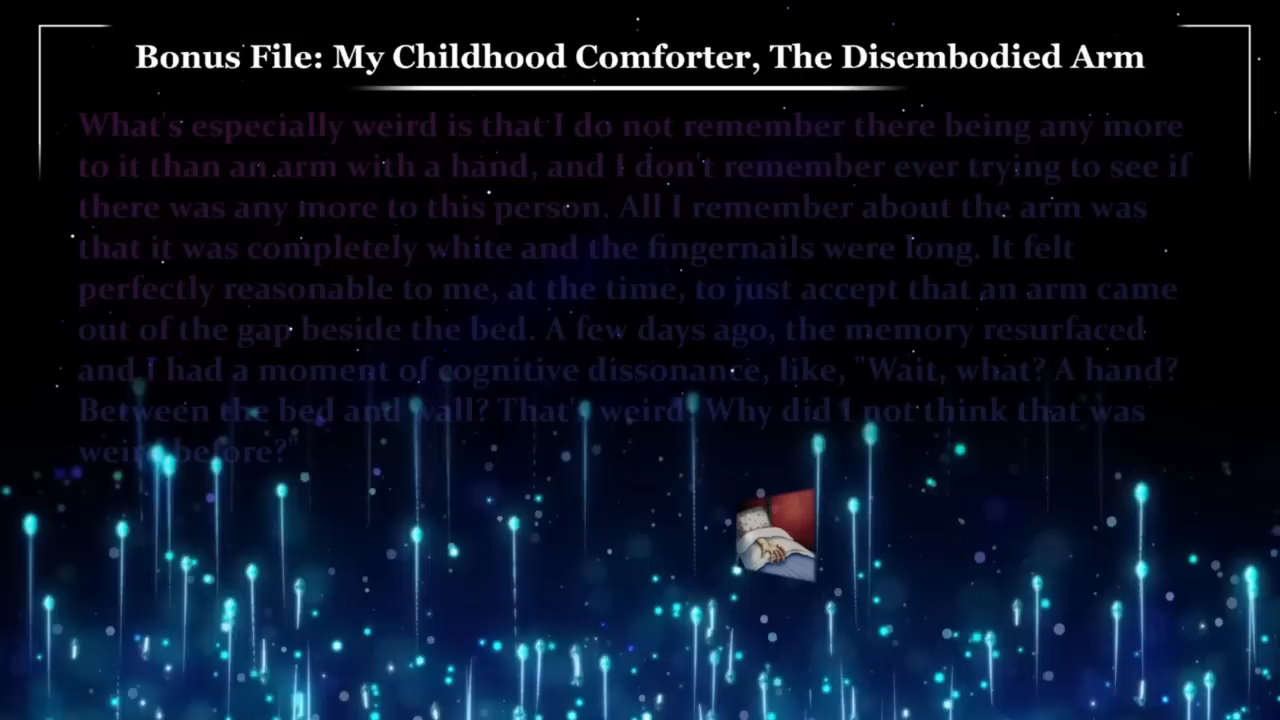 Bonus File: My Childhood Comforter, The Disembodied Arm
What's especially weird is that I do not remember there being any more
to it than an arm with a hand, and I don't remember ever trying to see if
there was any more to this person. All I remember about the arm was
that it was completely white and the fingernails were long. It felt
perfectly reasonable to me, at the time, to just accept that an arm came
out of the gap beside the bed. A few days ago, the memory resurfaced
and I had a moment of cognitive dissonance, like, "Wait, what? A hand?
Between the bed and wall? That's weird! Why did I not think that was
weird before?"